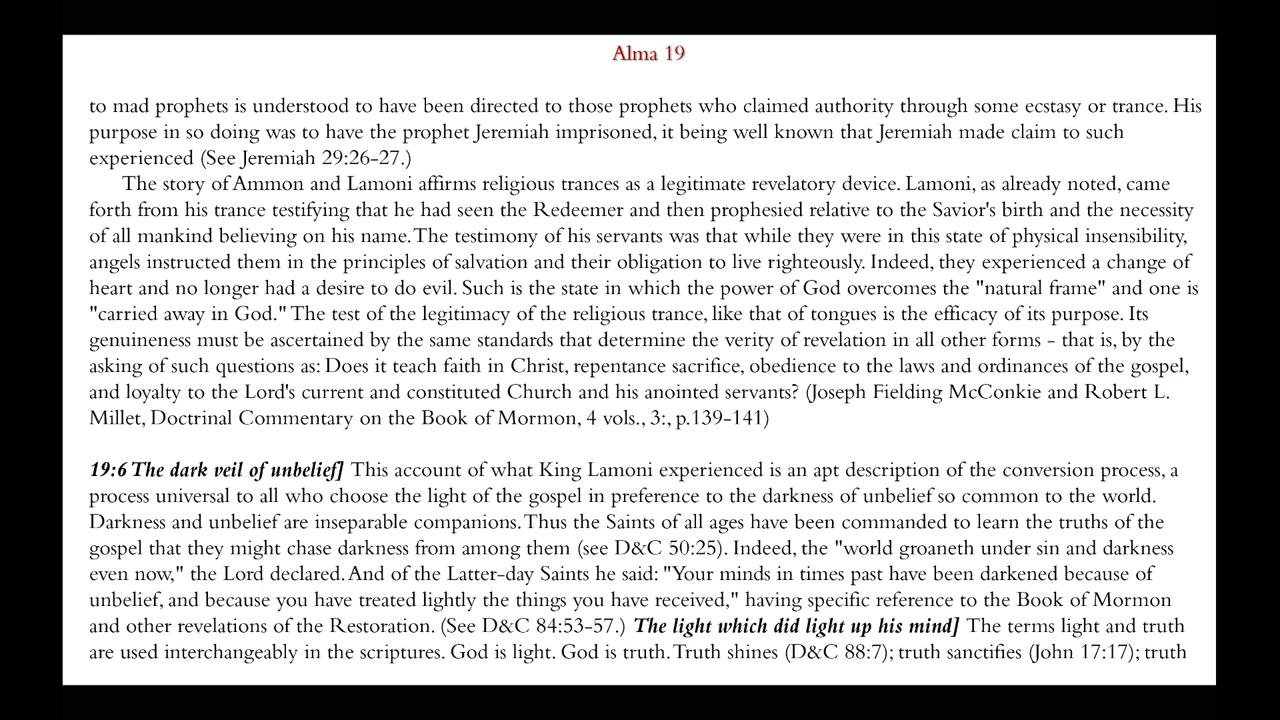 Alma 19
to mad prophets is understood to have been directed to those prophets who claimed authority through some ecstasy or trance. His
purpose in so doing was to have the prophet Jeremiah imprisoned, it being well known that Jeremiah made claim to such
experienced (See Jeremiah 29:26-27.)
The story of Ammon and Lamoni affirms religious trances as a legitimate revelatory device. Lamoni, as already noted, came
forth from his trance testifying that he had seen the Redeemer and then prophesied relative to the Savior's birth and the necessity
of all mankind believing on his name. The testimony of his servants was that while they were in this state of physical insensibility,
angels instructed them in the principles of salvation and their obligation to live righteously. Indeed, they experienced a change of
heart and no longer had a desire to do evil. Such is the state in which the power of God overcomes the "natural frame" and one is
"carried away in God." The test of the legitimacy of the religious trance, like that of tongues is the efficacy of its purpose. Its
genuineness must be ascertained by the same standards that determine the verity of revelation in all other forms - that is, by the
asking of such questions as: Does it teach faith in Christ, repentance sacrifice, obedience to the laws and ordinances of the gospel,
and loyalty to the Lord's current and constituted Church and his anointed servants? (Joseph Fielding McConkie and Robert L.
Millet, Doctrinal Commentary on the Book of Mormon, 4 vols., 3:, p.139-141)
19:6 The dark veil of unbelief] This account of what King Lamoni experienced is an apt description of the conversion process, a
process universal to all who choose the light of the gospel in preference to the darkness of unbelief so common to the world.
Darkness and unbelief are inseparable companions. Thus the Saints of all ages have been commanded to learn the truths of the
gospel that they might chase darkness from among them (see D&C 50:25). Indeed, the "world groaneth under sin and darkness
even now," the Lord declared. And of the Latter-day Saints he said: "Your minds in times past have been darkened because of
unbelief, and because you have treated lightly the things you have received," having specific reference to the Book of Mormon
and other revelations of the Restoration. (See D&C 84:53-57.) The light which did light up his mind] The terms light and truth
are used interchangeably in the scriptures. God is light. God is truth. Truth shines (D&C 88:7); truth sanctifies (John 17:17); truth